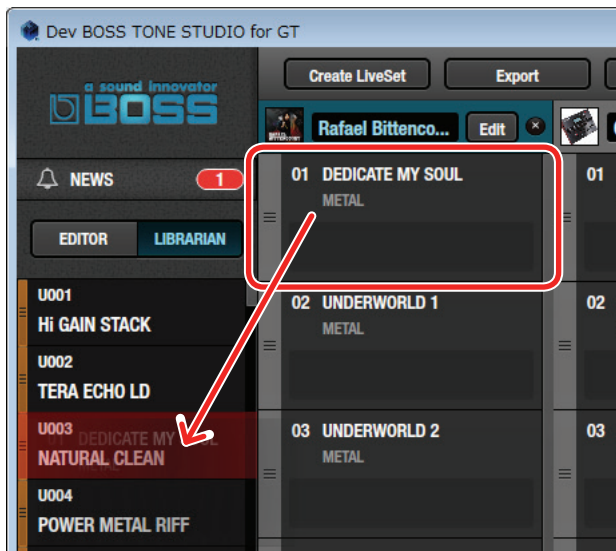 Dev BOSS TONE STUDIO for GT
a sound innovator
BOSS
Create LiveSet
Export
Rafael Bittenco...
Edit
NEWS
1
EDITOR
LIBRARIAN
01 DEDICATE MY SOUL
METAL
01
02 UNDERWORLD 1
METAL
02
03 UNDERWORLD 2
METAL
03
U001
Hi GAIN STACK
U002
TERA ECHO LD
U003
01 DEDICATE MY SOUL
NATURAL CLEAN
METAL
U004
POWER METAL RIFF